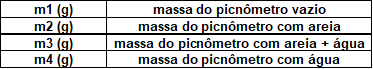 m1 (g) massa do picnômetro vazio
m2 (g) massa do picnômetro com areia
m3 (g) massa do picnômetro com areia + água
m4 (g) massa do picnômetro com água